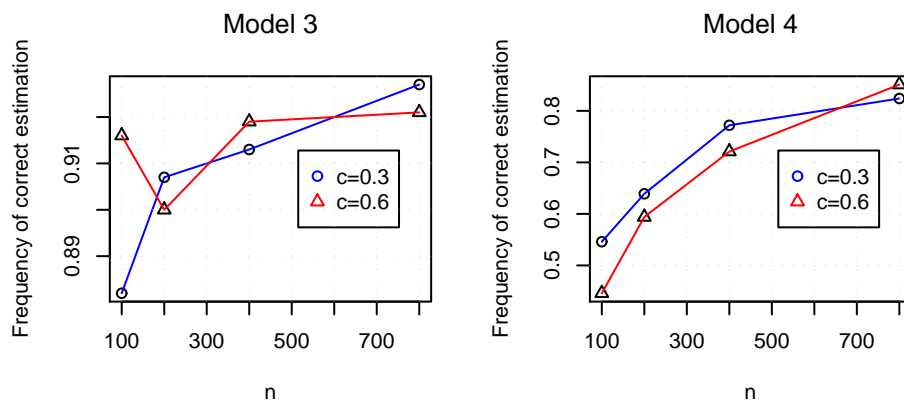 Model 3
Frequency of correct estimation
0.91
0.89
c=0.3
c=0.6
100 300 500 700
n
Model 4
Frequency of correct estimation
0.8
0.7
0.6
0.5
c=0.3
c=0.6
100 300 500 700
n